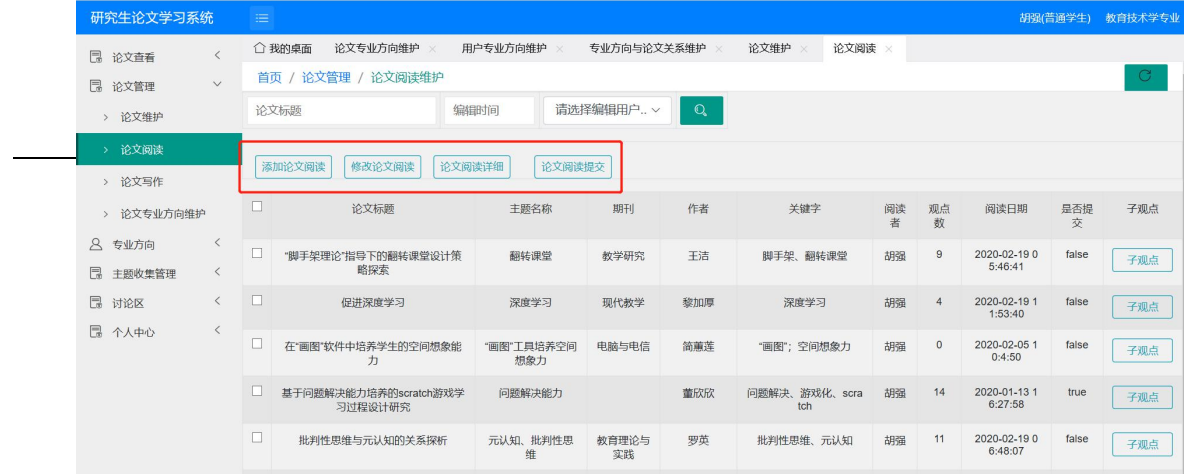 研究生论文学习系统
胡强(普通学生) 教育技术学专业
我的桌面 论文专业方向维护 × 用户专业方向维护 × 专业方向与论文关系维护 × 论文维护 × 论文阅读 ×
首页 / 论文管理 / 论文阅读维护
论文标题 编辑时间 请选择编辑用户..
论文查看
论文管理
论文维护
论文阅读
论文写作
论文专业方向维护
专业方向
主题收集管理
讨论区
个人中心
添加论文阅读 修改论文阅读 论文阅读详细 论文阅读提交
论文标题 主题名称 期刊 作者 关键字 阅读者 观点数 阅读日期 是否提交 子观点
"脚手架理论"指导下的翻转课堂设计策
略探索
翻转课堂 教学研究 王洁 脚手架、翻转课堂 胡强 9 2020-02-19 0
5:46:41
false 子观点
促进深度学习 深度学习 现代教学 黎加厚 深度学习 胡强 4 2020-02-19 1
1:53:40
false 子观点
在"画图"软件中培养学生的空间想象能
力
"画图"工具培养空间
想象力
电脑与电信 简蕙莲 "画图"；空间想象力 胡强 0 2020-02-05 1
0:4:50
false 子观点
基于问题解决能力培养的scratch游戏学
习过程设计研究
问题解决能力 董欣欣 问题解决、游戏化、scra
tch
胡强 14 2020-01-13 1
6:27:58
true 子观点
批判性思维与元认知的关系探析 元认知、批判性思
维
教育理论与
实践
罗英 批判性思维、元认知 胡强 11 2020-02-19 0
6:48:07
false 子观点